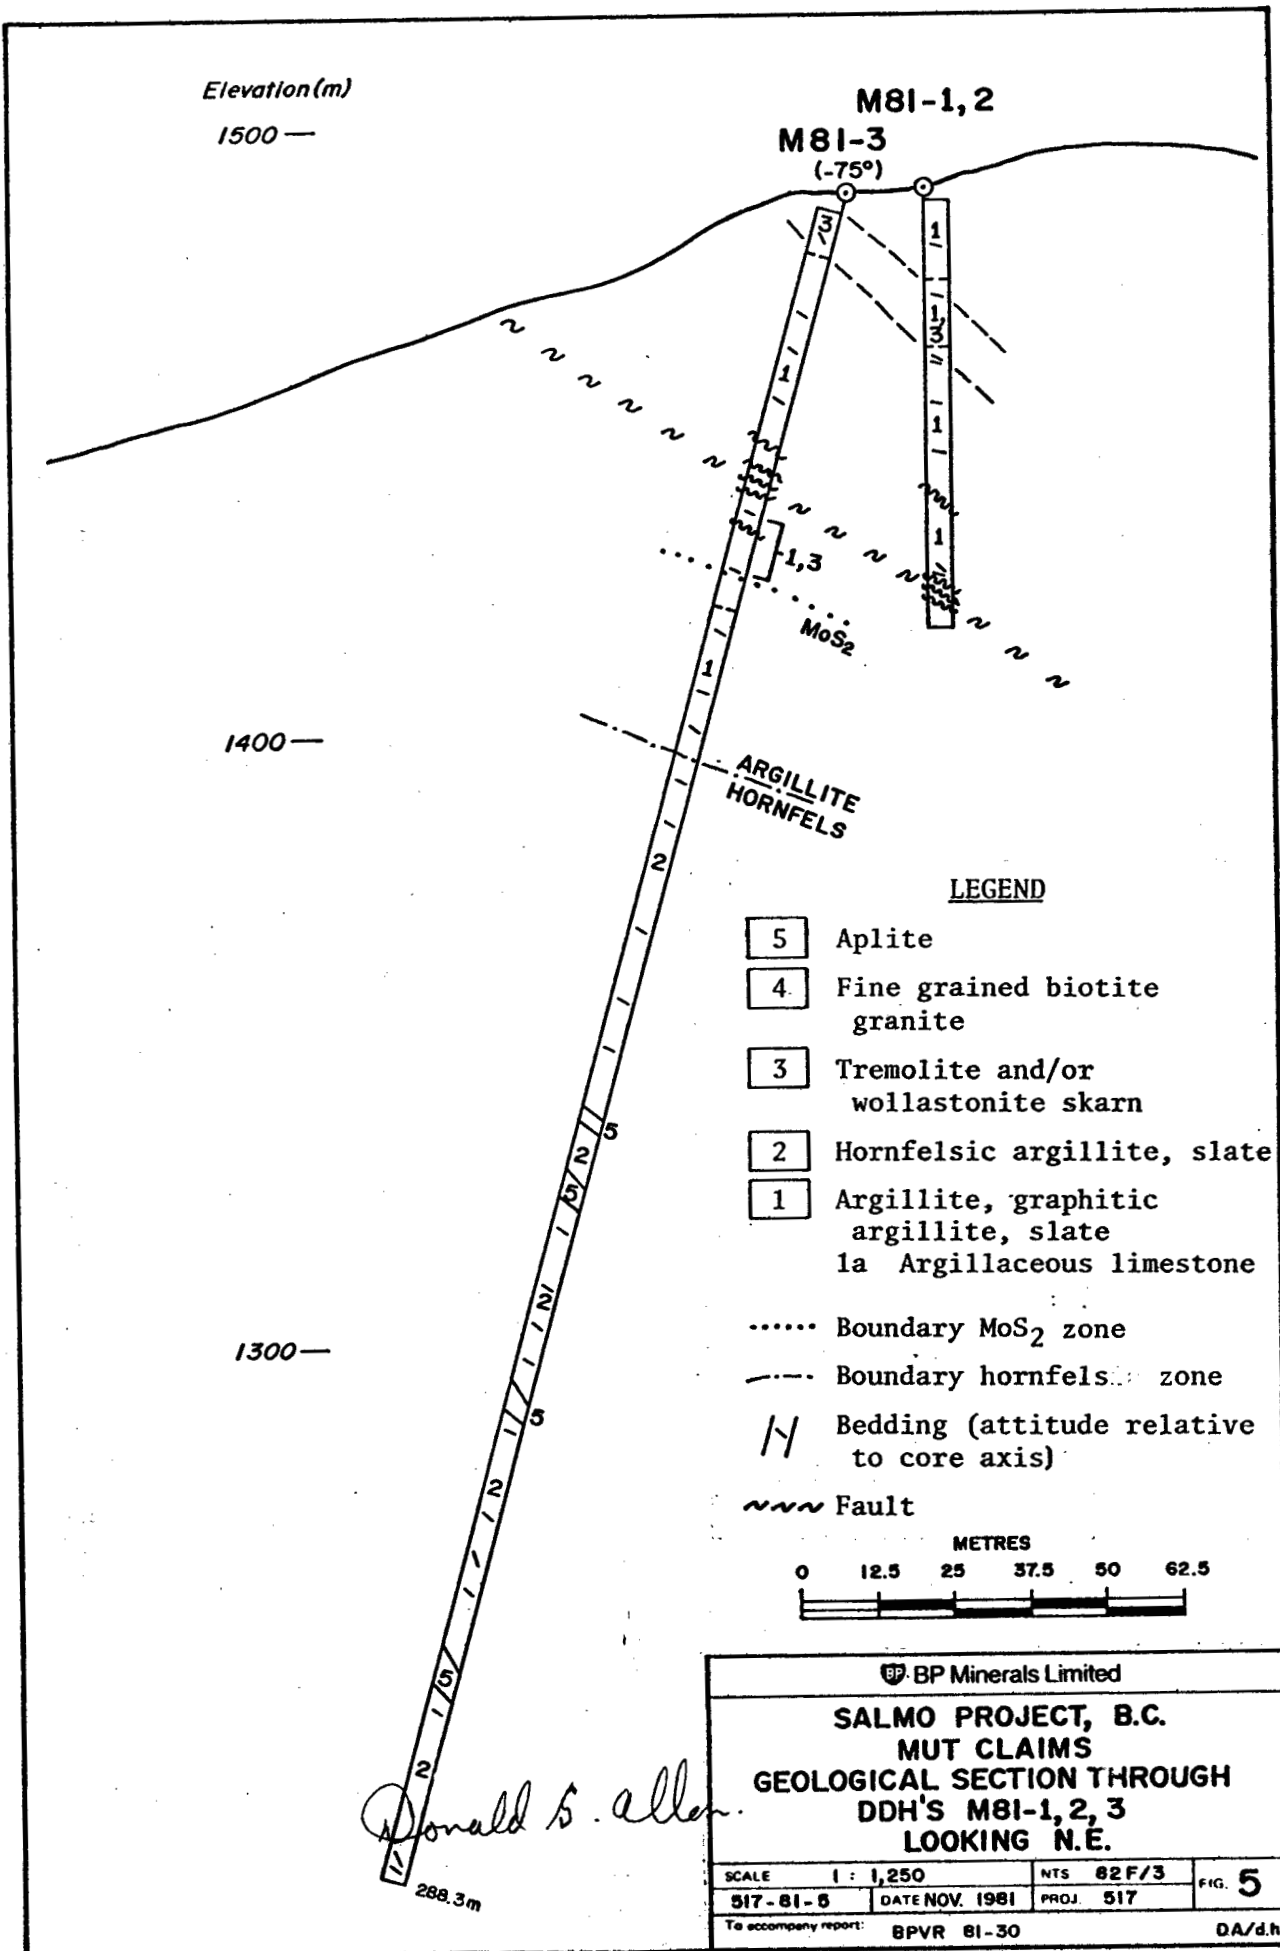 Elevation (m)
1500
M81-1, 2
M81-3
(-75°)
3
1
1,
3
1
1
1
1,3
MoS2
1
1400
ARGILLITE
HORNFELS
2
5
2
5
2
1300
5
2
5
2
288.3m
Donald S. Allen.
LEGEND
5 Aplite
4 Fine grained biotite
granite
3 Tremolite and/or
wollastonite skarn
2 Hornfelsic argillite, slate
1 Argillite, graphitic
argillite, slate
1a Argillaceous limestone
Boundary MoS2 zone
Boundary hornfels zone
Bedding (attitude relative
to core axis)
Fault
METRES
0 12.5 25 37.5 50 62.5
BP BP Minerals Limited
SALMO PROJECT, B.C.
MUT CLAIMS
GEOLOGICAL SECTION THROUGH
DDH'S M81-1, 2, 3
LOOKING N.E.
SCALE 1 : 1,250 NTS 82F/3 FIG. 5
517-81-5 DATE NOV. 1981 PROJ. 517
To accompany report: BPVR 81-30 DA/d.h